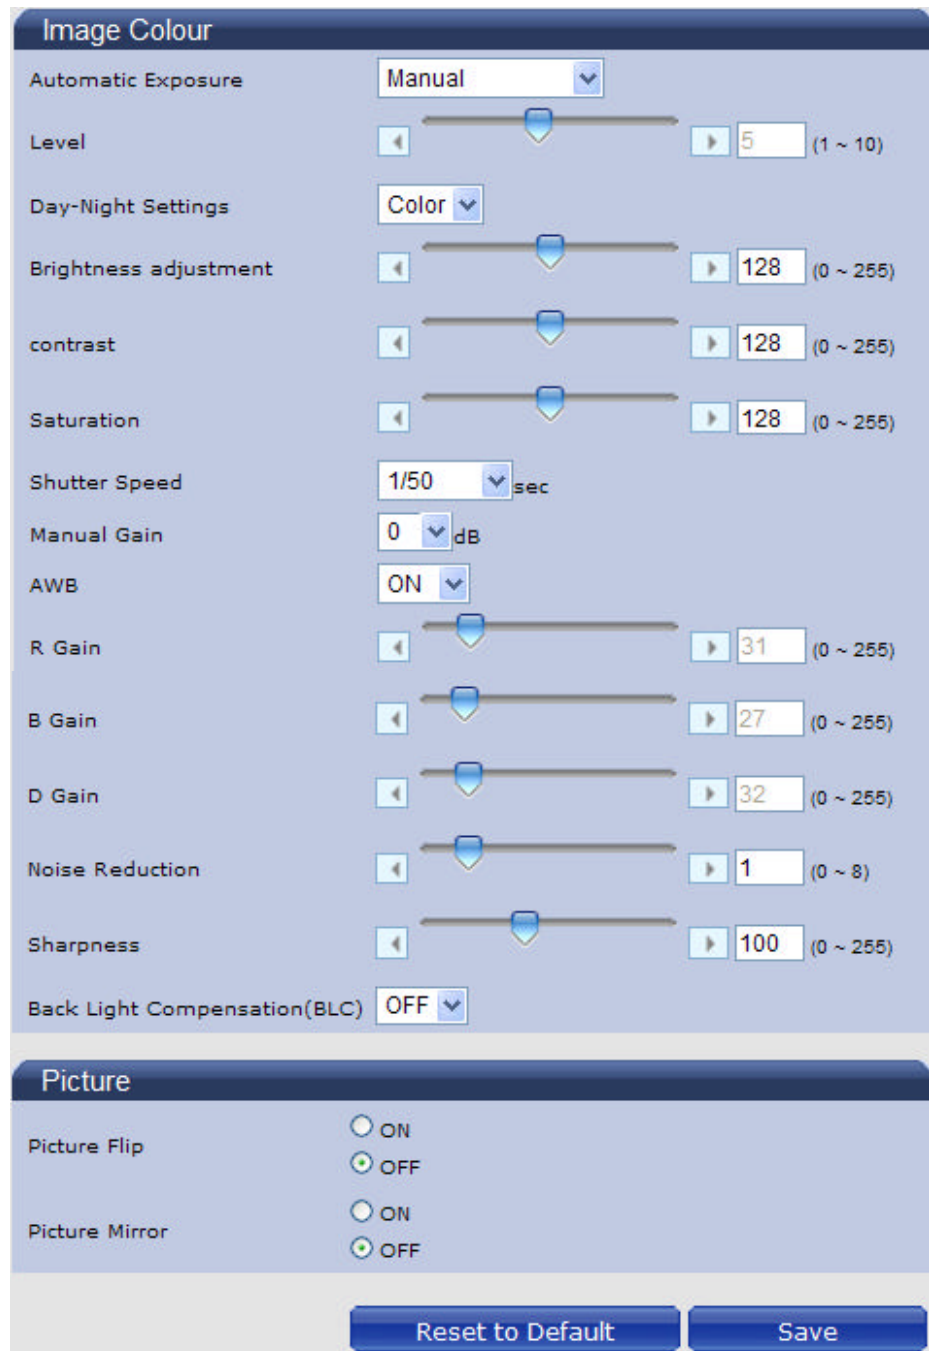 Image Colour
Automatic Exposure Manual
Level 5 (1 ~ 10)
Day-Night Settings Color
Brightness adjustment 128 (0 ~ 255)
contrast 128 (0 ~ 255)
Saturation 128 (0 ~ 255)
Shutter Speed 1/50 sec
Manual Gain 0 dB
AWB ON
R Gain 31 (0 ~ 255)
B Gain 27 (0 ~ 255)
D Gain 32 (0 ~ 255)
Noise Reduction 1 (0 ~ 8)
Sharpness 100 (0 ~ 255)
Back Light Compensation(BLC) OFF
Picture
Picture Flip
ON
OFF
Picture Mirror
ON
OFF
Reset to Default Save